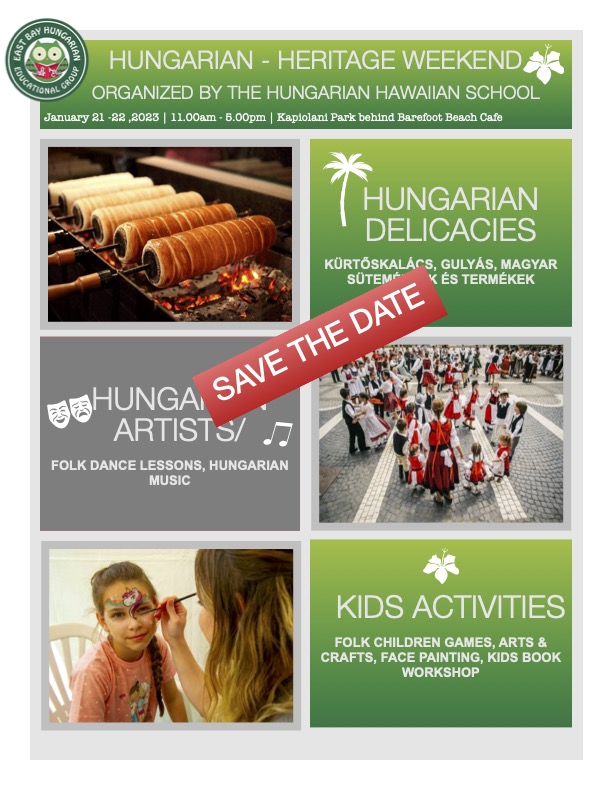 EAST BAY HUNGARIAN
EDUCATIONAL GROUP
HUNGARIAN - HERITAGE WEEKEND
ORGANIZED BY THE HUNGARIAN HAWAIIAN SCHOOL
January 21 -22 ,2023 | 11.00am - 5.00pm | Kapiolani Park behind Barefoot Beach Cafe
HUNGARIAN
DELICACIES
KÜRTŐSKALÁCS, GULYÁS, MAGYAR
ÉS TERMÉKEK
SAVE THE DATE
ARTISTS/
FOLK DANCE LESSONS, HUNGARIAN
MUSIC
KIDS ACTIVITIES
FOLK CHILDREN GAMES, ARTS &
CRAFTS, FACE PAINTING, KIDS BOOK
WORKSHOP